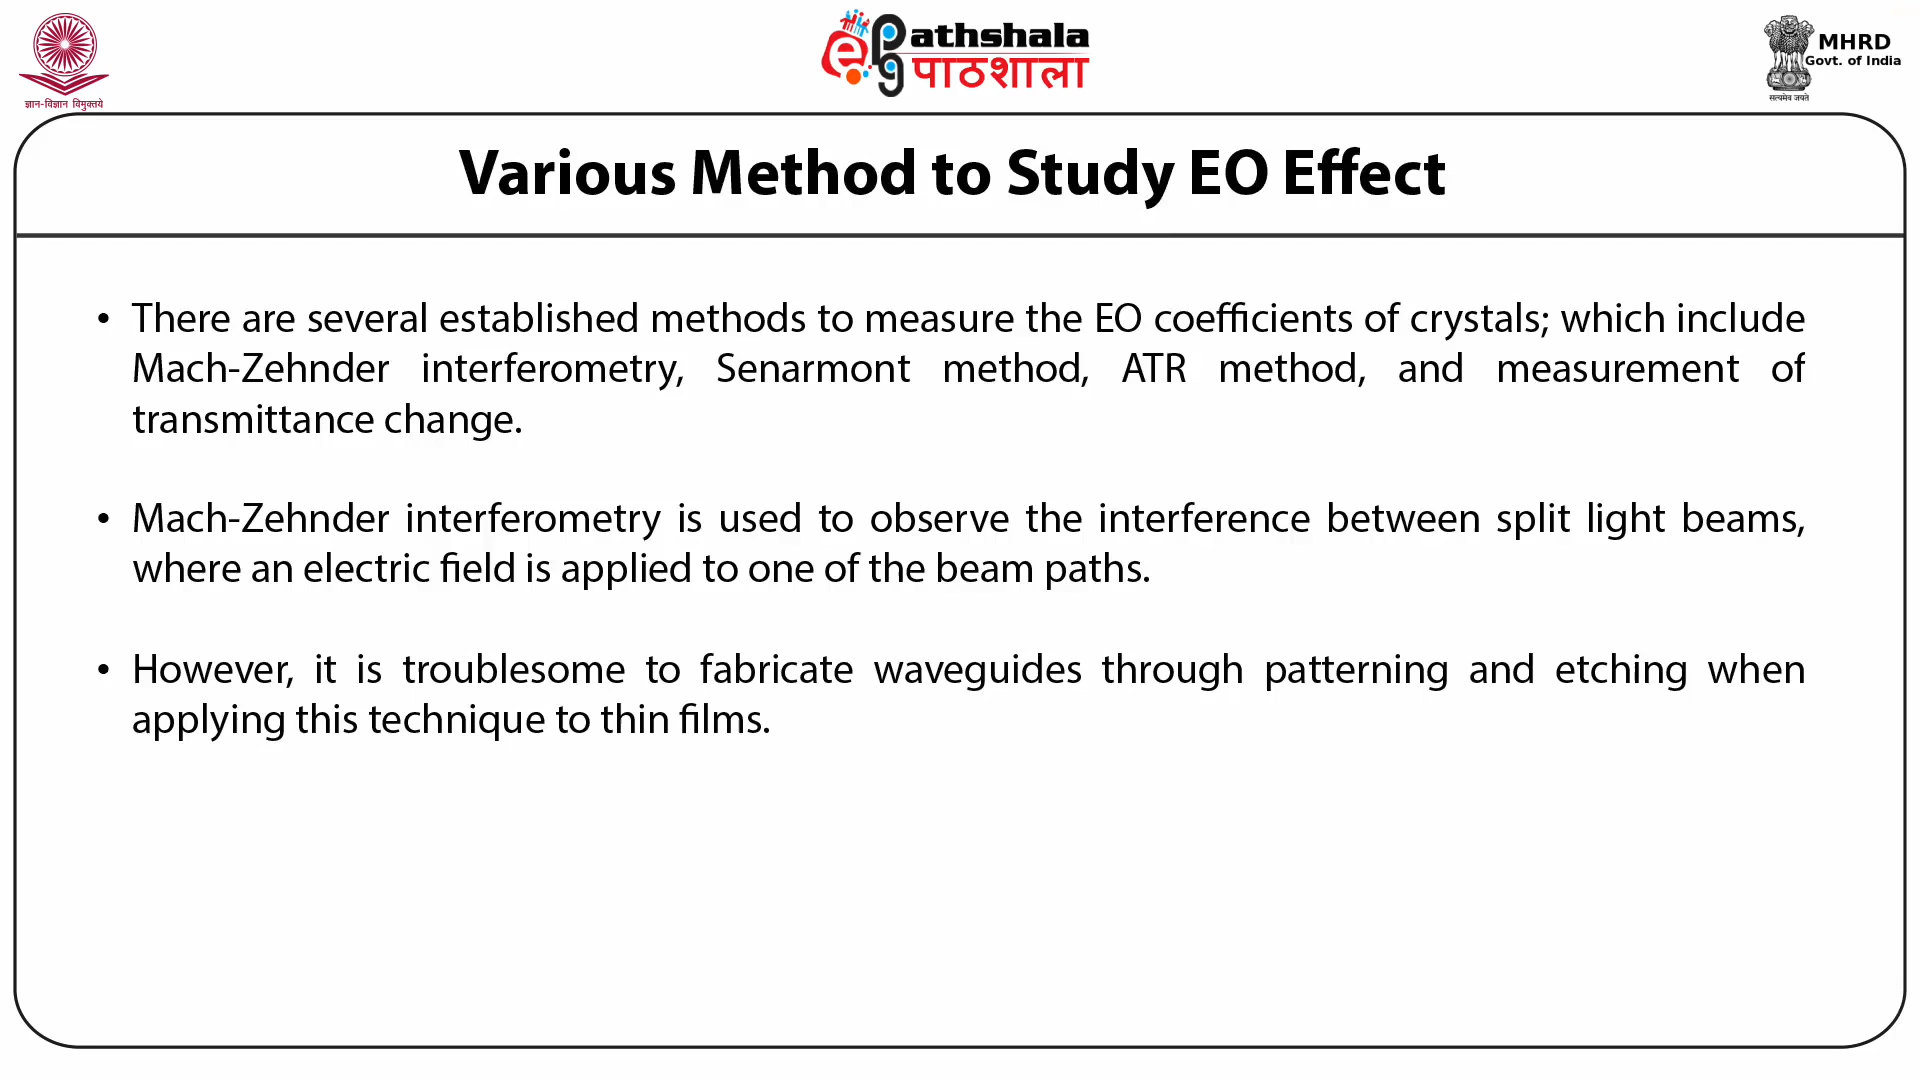 ज्ञान-विज्ञान विमुक्तये
ePGathshala
पाठशाला
MHRD
Govt. of India
सत्यमेव जयते
Various Method to Study EO Effect
• There are several established methods to measure the EO coefficients of crystals; which include
Mach-Zehnder interferometry, Senarmont method, ATR method, and measurement of
transmittance change.
• Mach-Zehnder interferometry is used to observe the interference between split light beams,
where an electric field is applied to one of the beam paths.
• However, it is troublesome to fabricate waveguides through patterning and etching when
applying this technique to thin films.